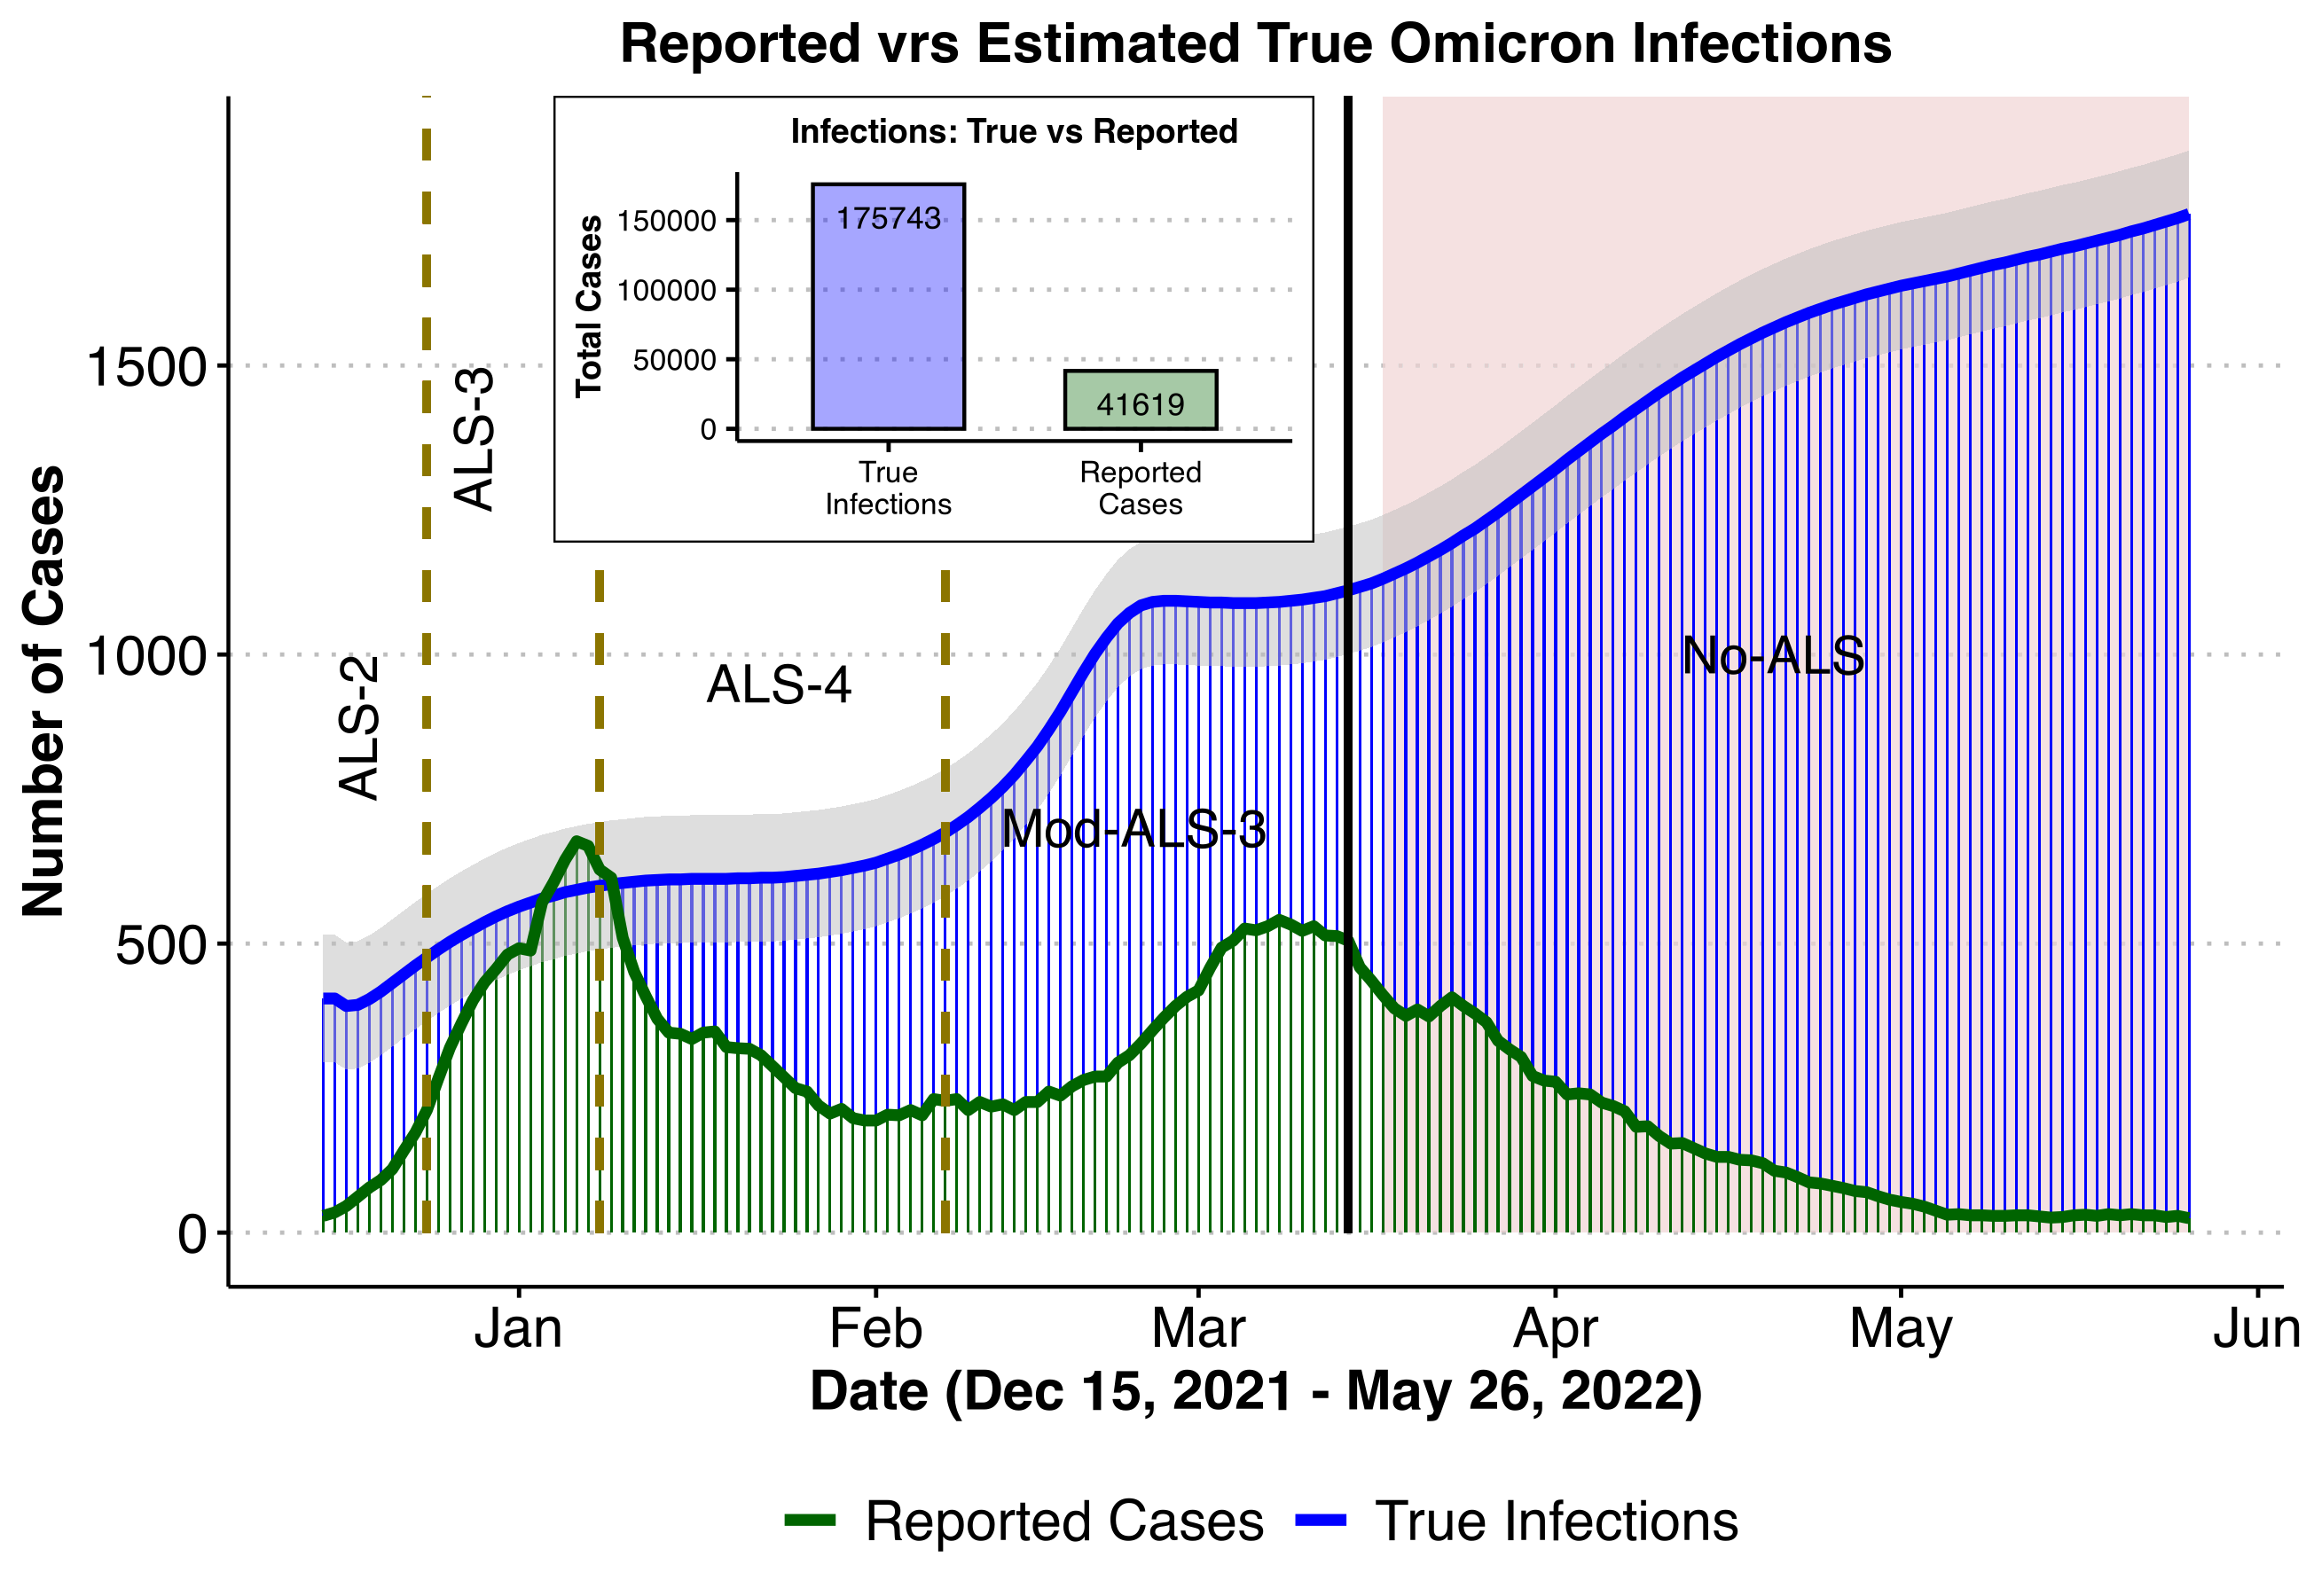 Reported vrs Estimated True Omicron Infections
Infections: True vs Reported
Total Cases
150000
100000
50000
0
175743
41619
True
Infections
Reported
Cases
Number of Cases
1500
1000
500
0
ALS-2
ALS-3
ALS-4
Mod-ALS-3
No-ALS
Jan
Feb
Mar
Apr
May
Jun
Date (Dec 15, 2021 - May 26, 2022)
Reported Cases
True Infections